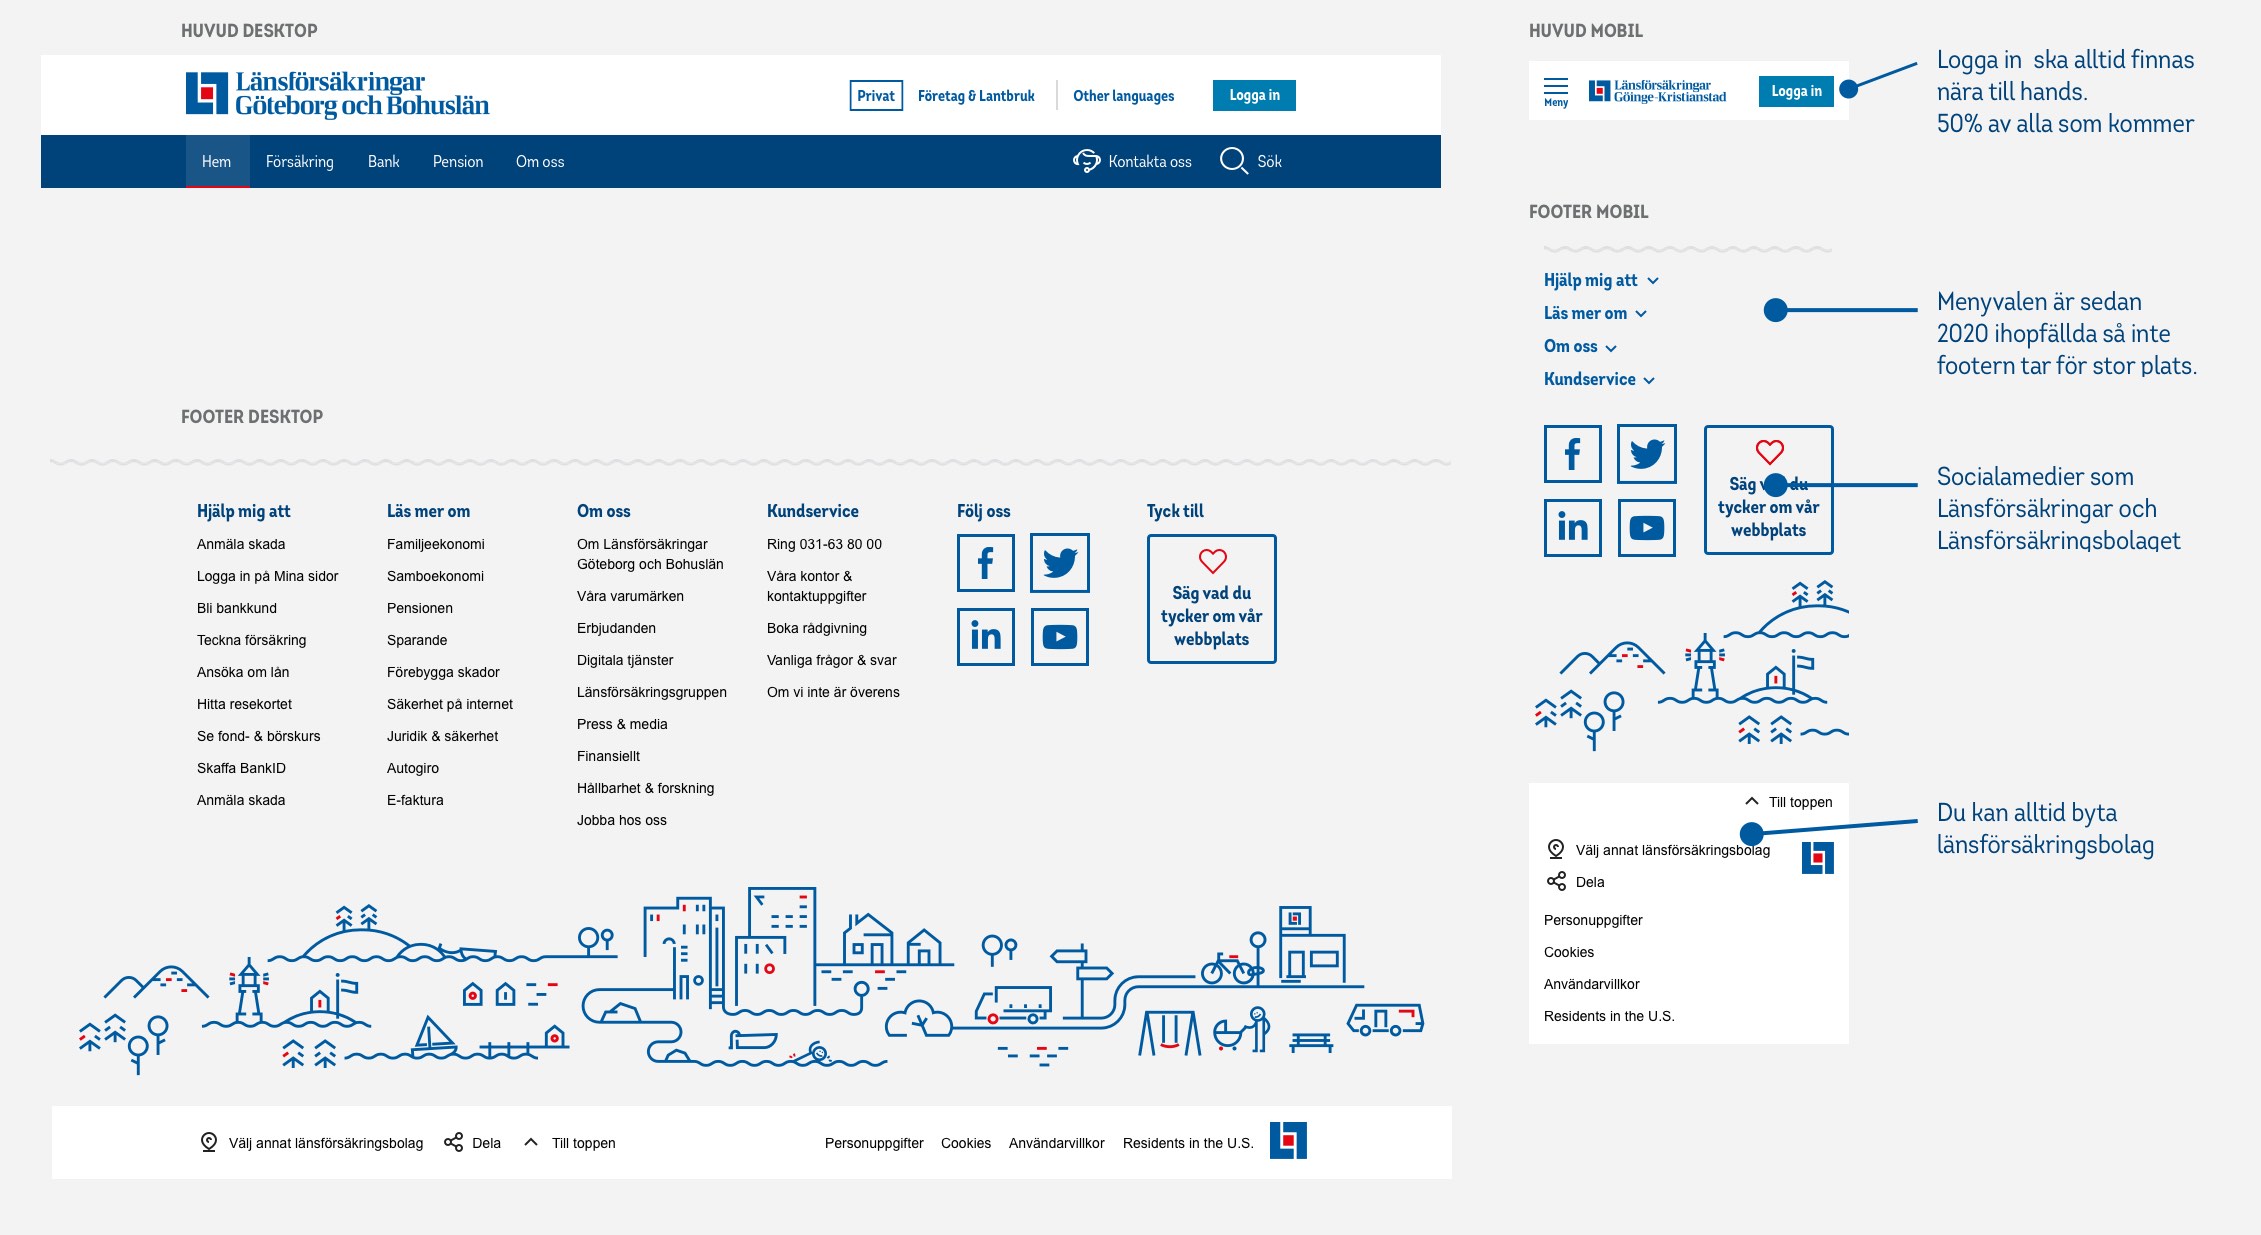 HUVUD DESKTOP
Länsförsäkringar
Göteborg och Bohuslän
Privat
Företag & Lantbruk
Other languages
Logga in
Hem
Försäkring
Bank
Pension
Om oss
Kontakta oss
Sök
HUVUD MOBIL
Meny
Länsförsäkringar
Göinge-Kristianstad
Logga in
Logga in ska alltid finnas
nära till hands.
50% av alla som kommer
FOOTER MOBIL
Hjälp mig att
Läs mer om
Om oss
Kundservice
Menyvalen är sedan
2020 ihopfällda så inte
footern tar för stor plats.
Säg du
tycker om vår
webbplats
Socialamedier som
Länsförsäkringar och
Länsförsäkringsbolaget
FOOTER DESKTOP
Hjälp mig att
Anmäla skada
Logga in på Mina sidor
Bli bankkund
Teckna försäkring
Ansöka om lån
Hitta resekortet
Se fond- & börskurs
Skaffa BankID
Anmäla skada
Läs mer om
Familjeekonomi
Samboekonomi
Pensionen
Sparande
Förebygga skador
Säkerhet på internet
Juridik & säkerhet
Autogiro
E-faktura
Om oss
Om Länsförsäkringar
Göteborg och Bohuslän
Våra varumärken
Erbjudanden
Digitala tjänster
Länsförsäkringsgruppen
Press & media
Finansiellt
Hållbarhet & forskning
Jobba hos oss
Kundservice
Ring 031-63 80 00
Våra kontor &
kontaktuppgifter
Boka rådgivning
Vanliga frågor & svar
Om vi inte är överens
Följ oss
Tyck till
Säg vad du
tycker om vår
webbplats
Till toppen
Välj annat länsförsäkringsbolag
Dela
Personuppgifter
Cookies
Användarvillkor
Residents in the U.S.
Du kan alltid byta
länsförsäkringsbolag
Välj annat länsförsäkringsbolag
Dela
Till toppen
Personuppgifter
Cookies
Användarvillkor
Residents in the U.S.